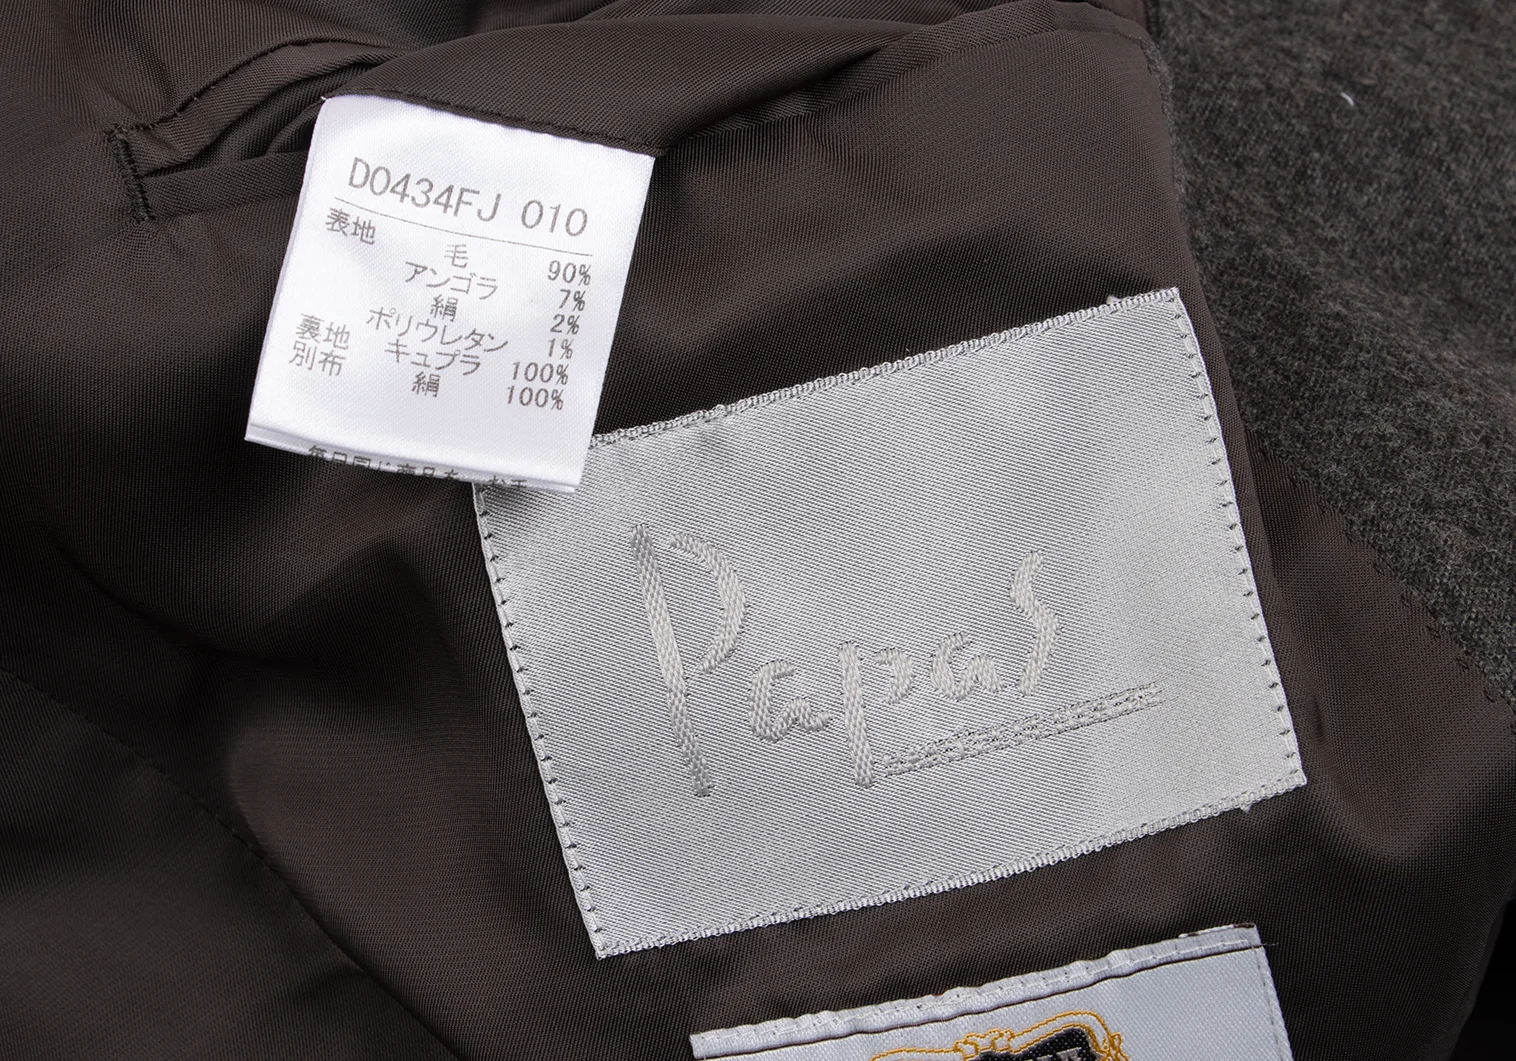 D0434FJ 010
表地
毛 90%
アンゴラ 7%
絹 2%
ポリウレタン 1%
裏地 キュプラ 100%
別布 絹 100%
Papas